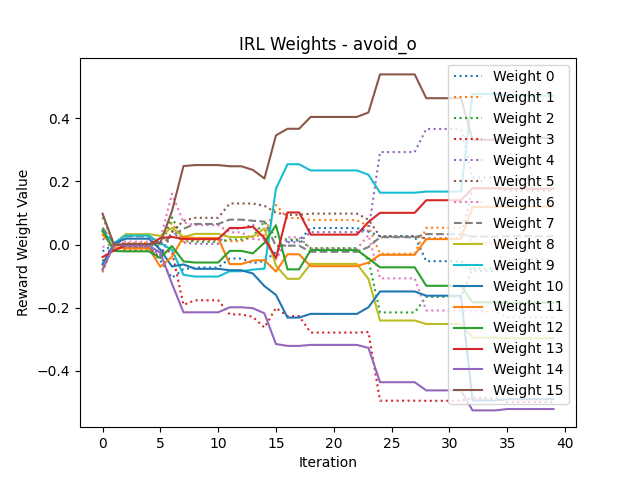 IRL Weights - avoid_o
Reward Weight Value
0.4
0.2
0.0
−0.2
−0.4
0
5
10
15
20
25
30
35
40
Iteration
Weight 0
Weight 1
Weight 2
Weight 3
Weight 4
Weight 5
Weight 6
Weight 7
Weight 8
Weight 9
Weight 10
Weight 11
Weight 12
Weight 13
Weight 14
Weight 15